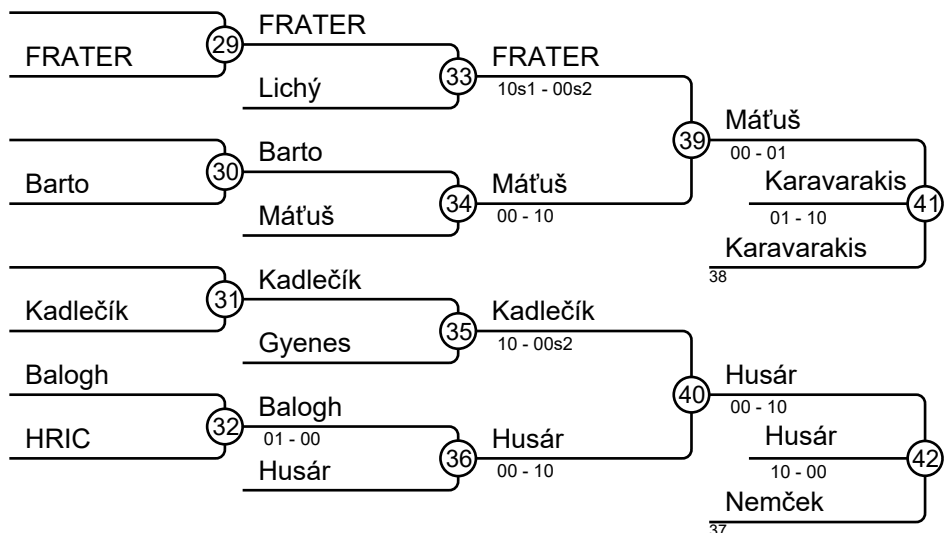 FRATER
29
FRATER
Lichý
33
FRATER
10s1 - 00s2
Barto
30
Barto
Máťuš
34
Máťuš
00 - 10
39
Máťuš
00 - 01
Karavarakis
01 - 10
41
Karavarakis
38
Kadlečík
31
Kadlečík
Gyenes
35
Kadlečík
10 - 00s2
Balogh
HRIC
32
Balogh
01 - 00
Husár
36
Husár
00 - 10
40
Husár
00 - 10
Husár
10 - 00
42
Nemček
37